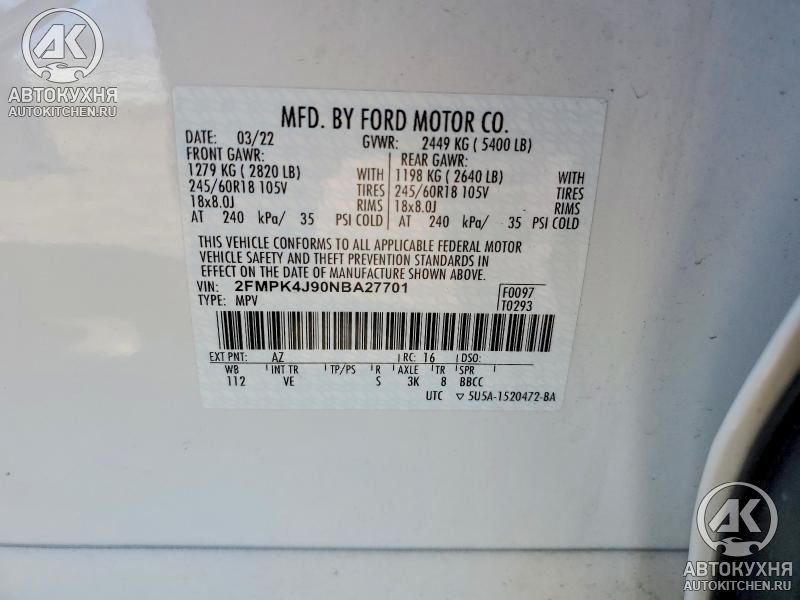 АК
АВТОКУХНЯ
AUTOKITCHEN.RU
MFD. BY FORD MOTOR CO.
DATE: 03/22 GVWR: 2449 KG ( 5400 LB)
FRONT GAWR: REAR GAWR:
1279 KG ( 2820 LB) WITH 1198 KG ( 2640 LB) WITH
245/60R18 105V TIRES 245/60R18 105V TIRES
18x8.0J RIMS 18x8.0J RIMS
AT 240 kPa/ 35 PSI COLD AT 240 kPa/ 35 PSI COLD
THIS VEHICLE CONFORMS TO ALL APPLICABLE FEDERAL MOTOR
VEHICLE SAFETY AND THEFT PREVENTION STANDARDS IN
EFFECT ON THE DATE OF MANUFACTURE SHOWN ABOVE.
VIN: 2FMPK4J90NBA27701 F0097
TYPE: MPV T0293
EXT PNT: AZ RC: 16 DSO:
WB INT TR TP/PS R AXLE TR SPR
112 VE S 3K 8 BBCC
UTC ▽ 5U5A-1520472-BA
АК
АВТОКУХНЯ
AUTOKITCHEN.RU